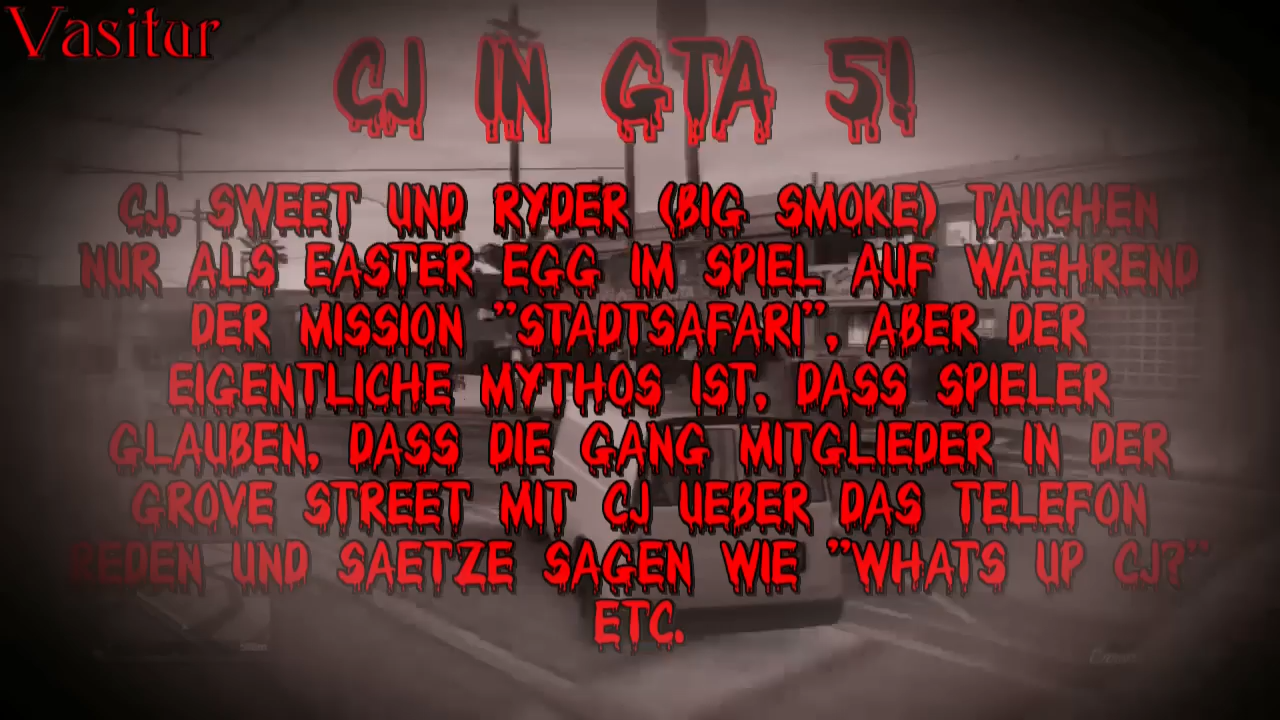 Vasitur
CJ IN GTA 5!
CJ, SWEET UND RYDER (BIG SMOKE) TAUCHEN
NUR ALS EASTER EGG IM SPIEL AUF WAEHREND
DER MISSION "STADTSAFARI", ABER DER
EIGENTLICHE MYTHOS IST, DASS SPIELER
GLAUBEN, DASS DIE GANG MITGLIEDER IN DER
GROVE STREET MIT CJ UEBER DAS TELEFON
REDEN UND SAETZE SAGEN WIE "WHATS UP CJ?"
ETC.